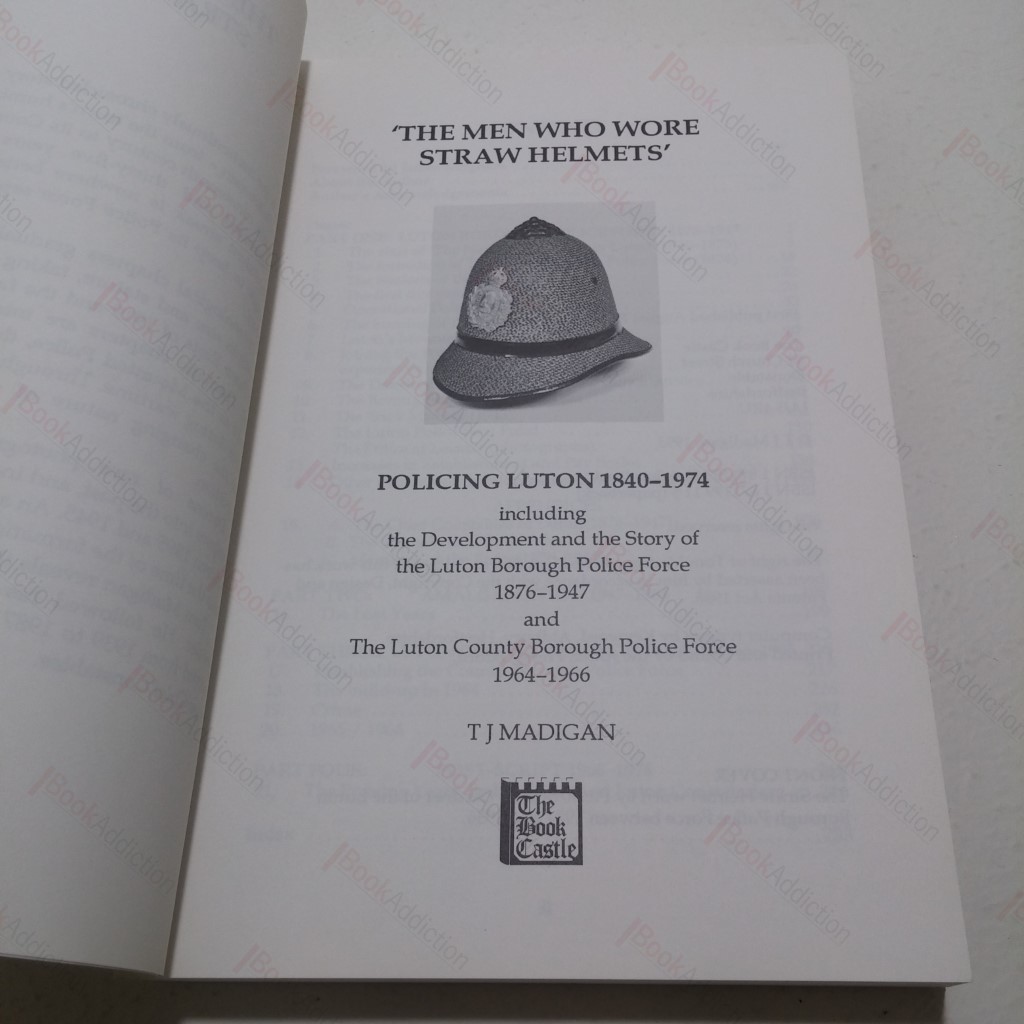 'THE MEN WHO WORE
STRAW HELMETS'
POLICING LUTON 1840–1974
including
the Development and the Story of
the Luton Borough Police Force
1876–1947
and
The Luton County Borough Police Force
1964–1966
T J MADIGAN
The
Book
Castle
BookAddiction